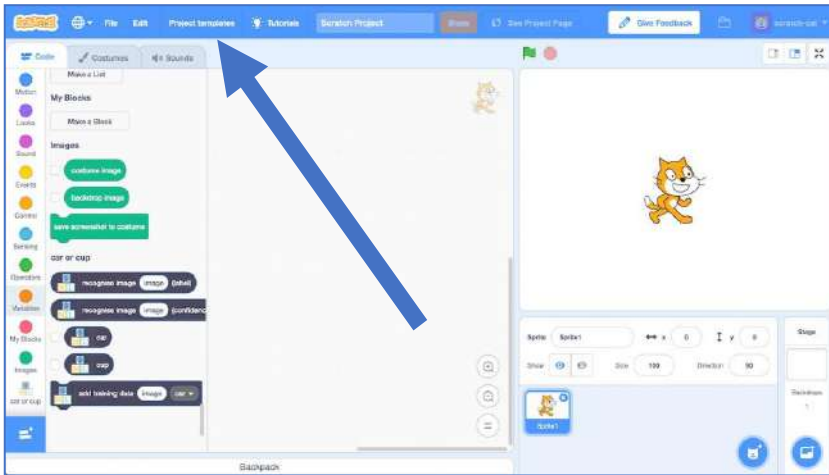 SCRATCH File Edit Project templates Tutorials Scratch Project Share See Project Page Give Feedback scratch-cat
Code Costumes Sounds
Make a List
Motion
My Blocks
Looks
Make a Block
Sound
Images
Events
costume image
Control
backdrop image
Sensing
save screenshot to costume
Operators
car or cup
Variables
recognise image image (label)
recognise image image (confidence
My Blocks
car
Images
cup
car or cup
add training data image car
Sprite Sprite1 x 0 y 0
Show Size 100 Direction 90
Sprite1
Stage
Backdrops
1
Backpack